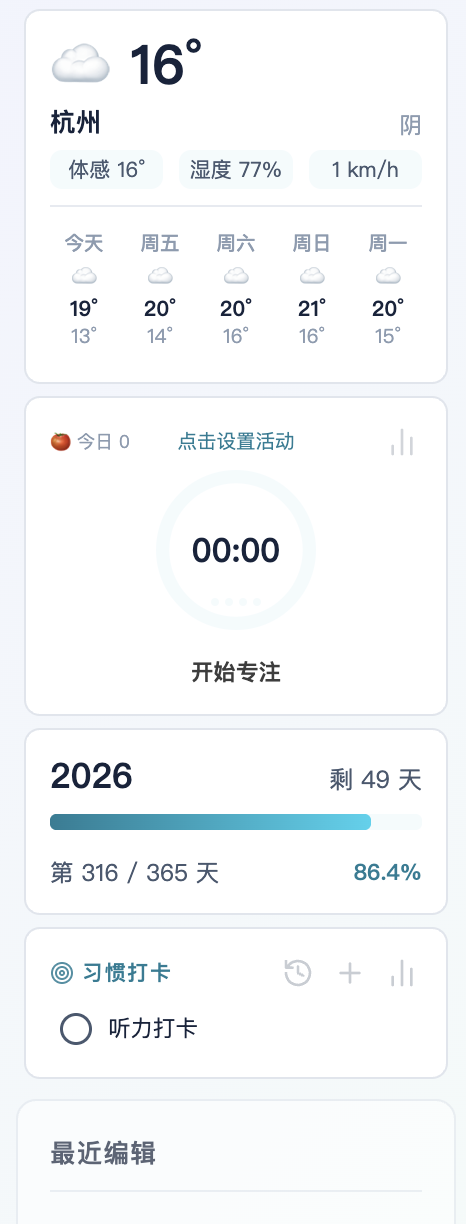 16°
杭州 阴
体感 16° 湿度 77% 1 km/h
今天 周五 周六 周日 周一
19° 20° 20° 21° 20°
13° 14° 16° 16° 15°
今日 0 点击设置活动
00:00
开始专注
2026 剩 49 天
第 316 / 365 天 86.4%
习惯打卡
听力打卡
最近编辑